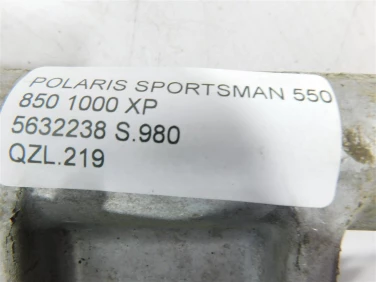 POLARIS SPORTSMAN 550
850 1000 XP
5632238 S.980
QZL.219